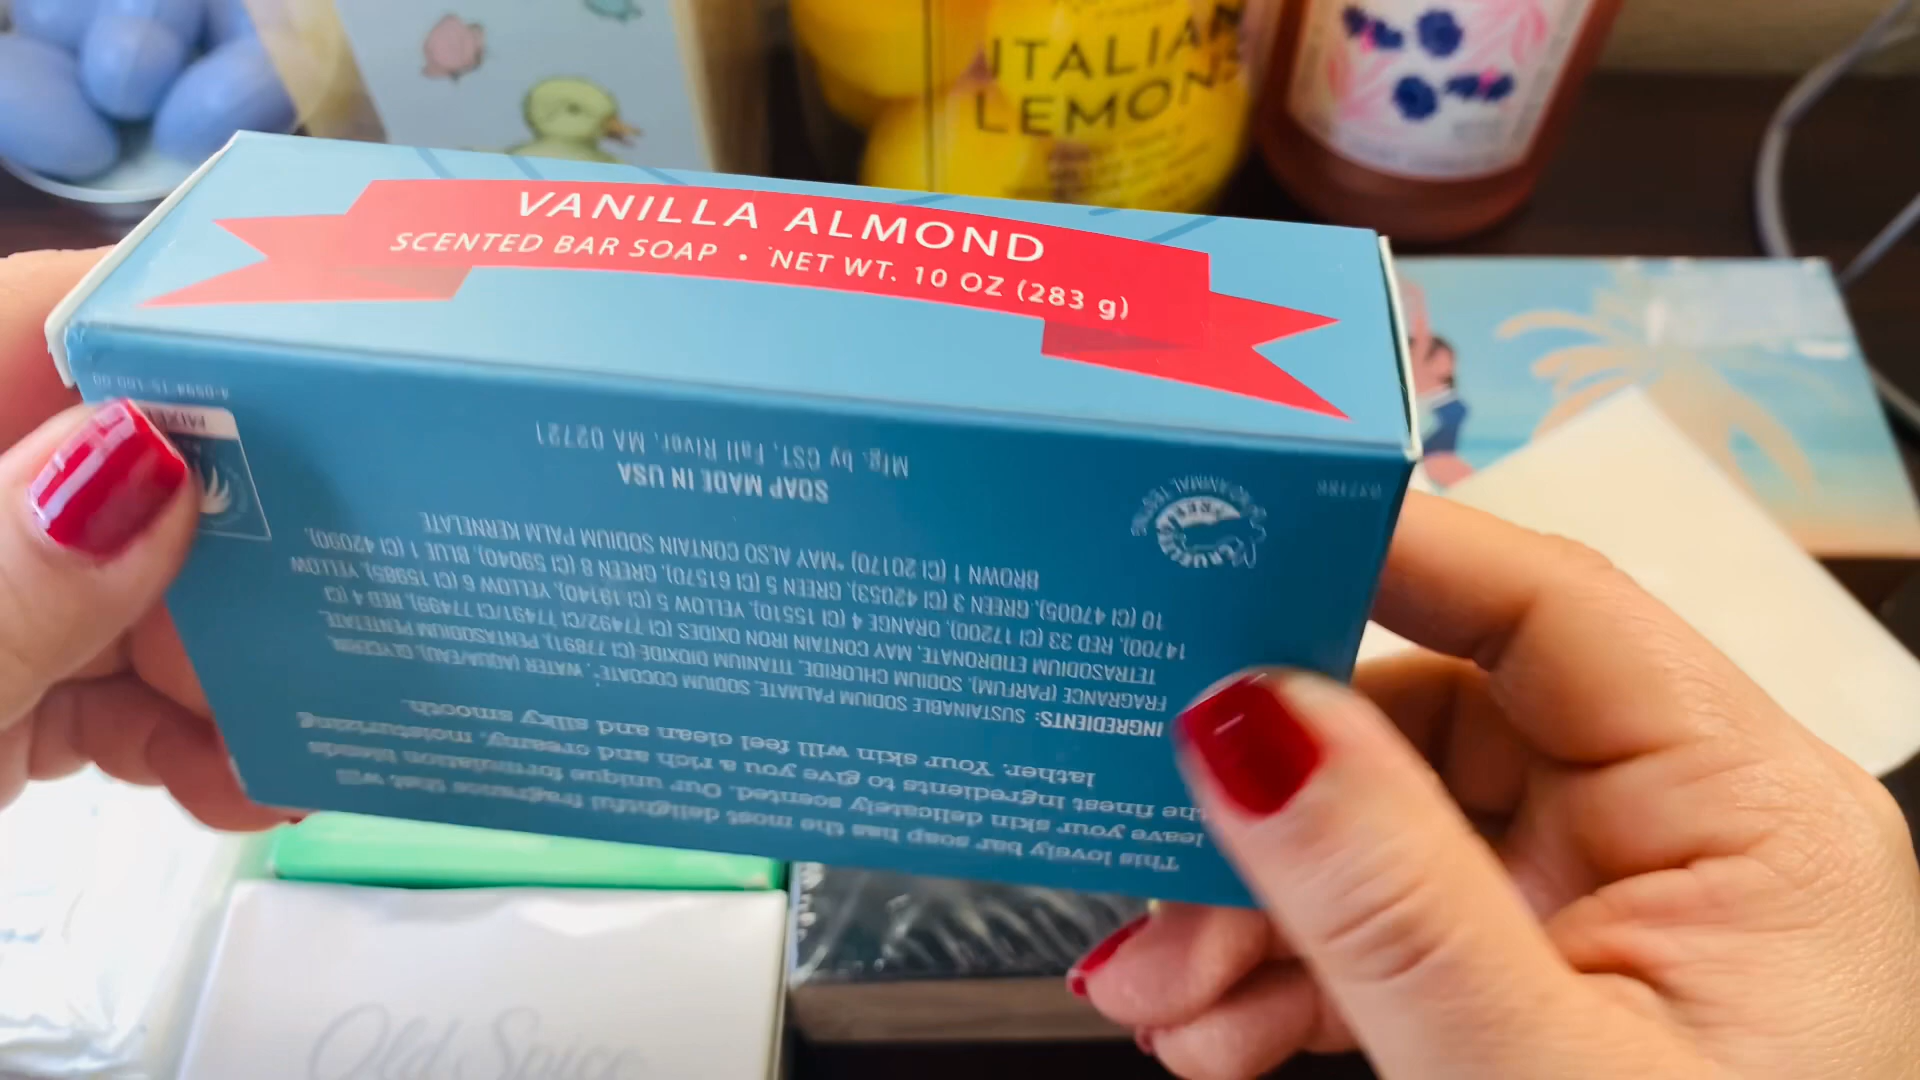 ITALIAN
LEMONS
VANILLA ALMOND
SCENTED BAR SOAP • NET WT. 10 OZ (283 g)
This lovely bar soap has the most delightful fragrance that will
leave your skin delicately scented. Our unique formulation blends
the finest ingredients to give you a rich and creamy, moisturizing
lather. Your skin will feel clean and silky smooth.
INGREDIENTS: SUSTAINABLE SODIUM PALMATE, SODIUM COCOATE*, WATER (AQUA/EAU), GLYCERIN,
FRAGRANCE (PARFUM), SODIUM CHLORIDE, TITANIUM DIOXIDE (CI 77891), PENTASODIUM PENTETATE,
TETRASODIUM ETIDRONATE, MAY CONTAIN IRON OXIDES (CI 77492/CI 77491/CI 77499), RED 4 (CI
14700), RED 33 (CI 17200), ORANGE 4 (CI 15510), YELLOW 5 (CI 19140), YELLOW 6 (CI 15985), YELLOW
10 (CI 47005), GREEN 3 (CI 42053), GREEN 5 (CI 61570), GREEN 8 (CI 59040), BLUE 1 (CI 42090),
BROWN 1 (CI 20170) *MAY ALSO CONTAIN SODIUM PALM KERNELATE
SOAP MADE IN USA
Mfg. by CST, Fall River, MA 02721
CRUELTY
FREE
NO ANIMAL TESTING
Old Spice